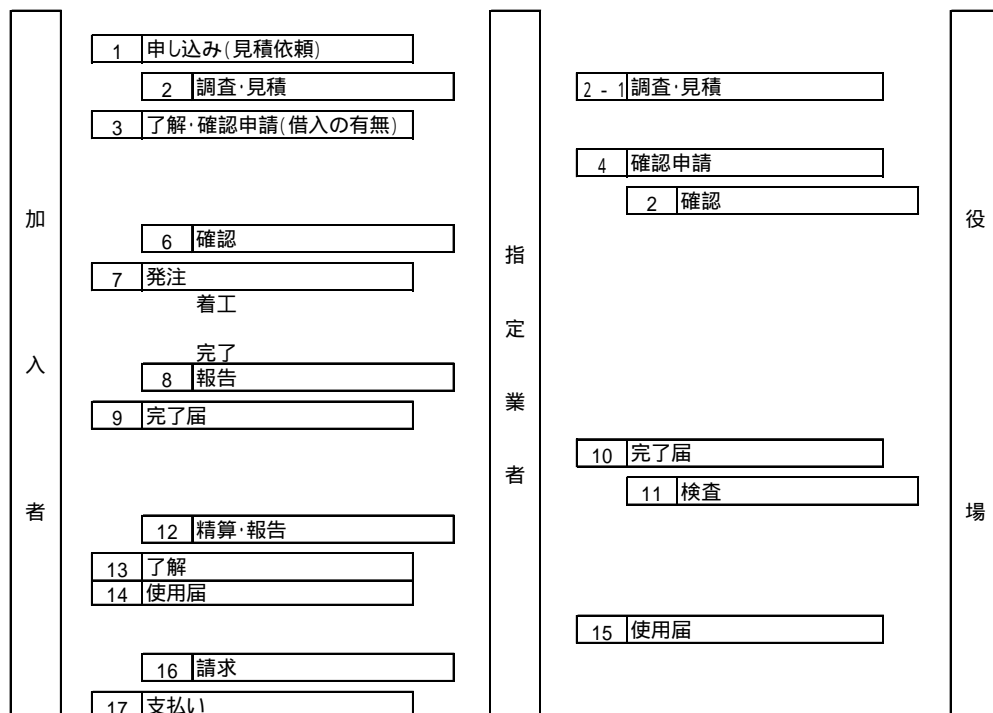 加入者
指定業者
役場
1 申し込み(見積依頼)
2 調査･見積
2 - 1 調査･見積
3 了解･確認申請(借入の有無)
4 確認申請
2 確認
6 確認
7 発注
着工
完了
8 報告
9 完了届
10 完了届
11 検査
12 精算･報告
13 了解
14 使用届
15 使用届
16 請求
17 支払い